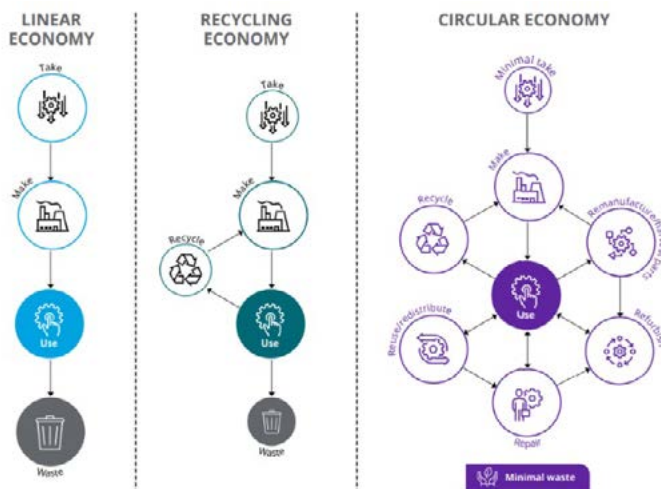 LINEAR
ECONOMY
Take
Make
Use
Waste
RECYCLING
ECONOMY
Take
Make
Recycle
Use
Waste
CIRCULAR ECONOMY
Minimal take
Make
Recycle
Use
Reuse/redistribute
Repair
Minimal waste